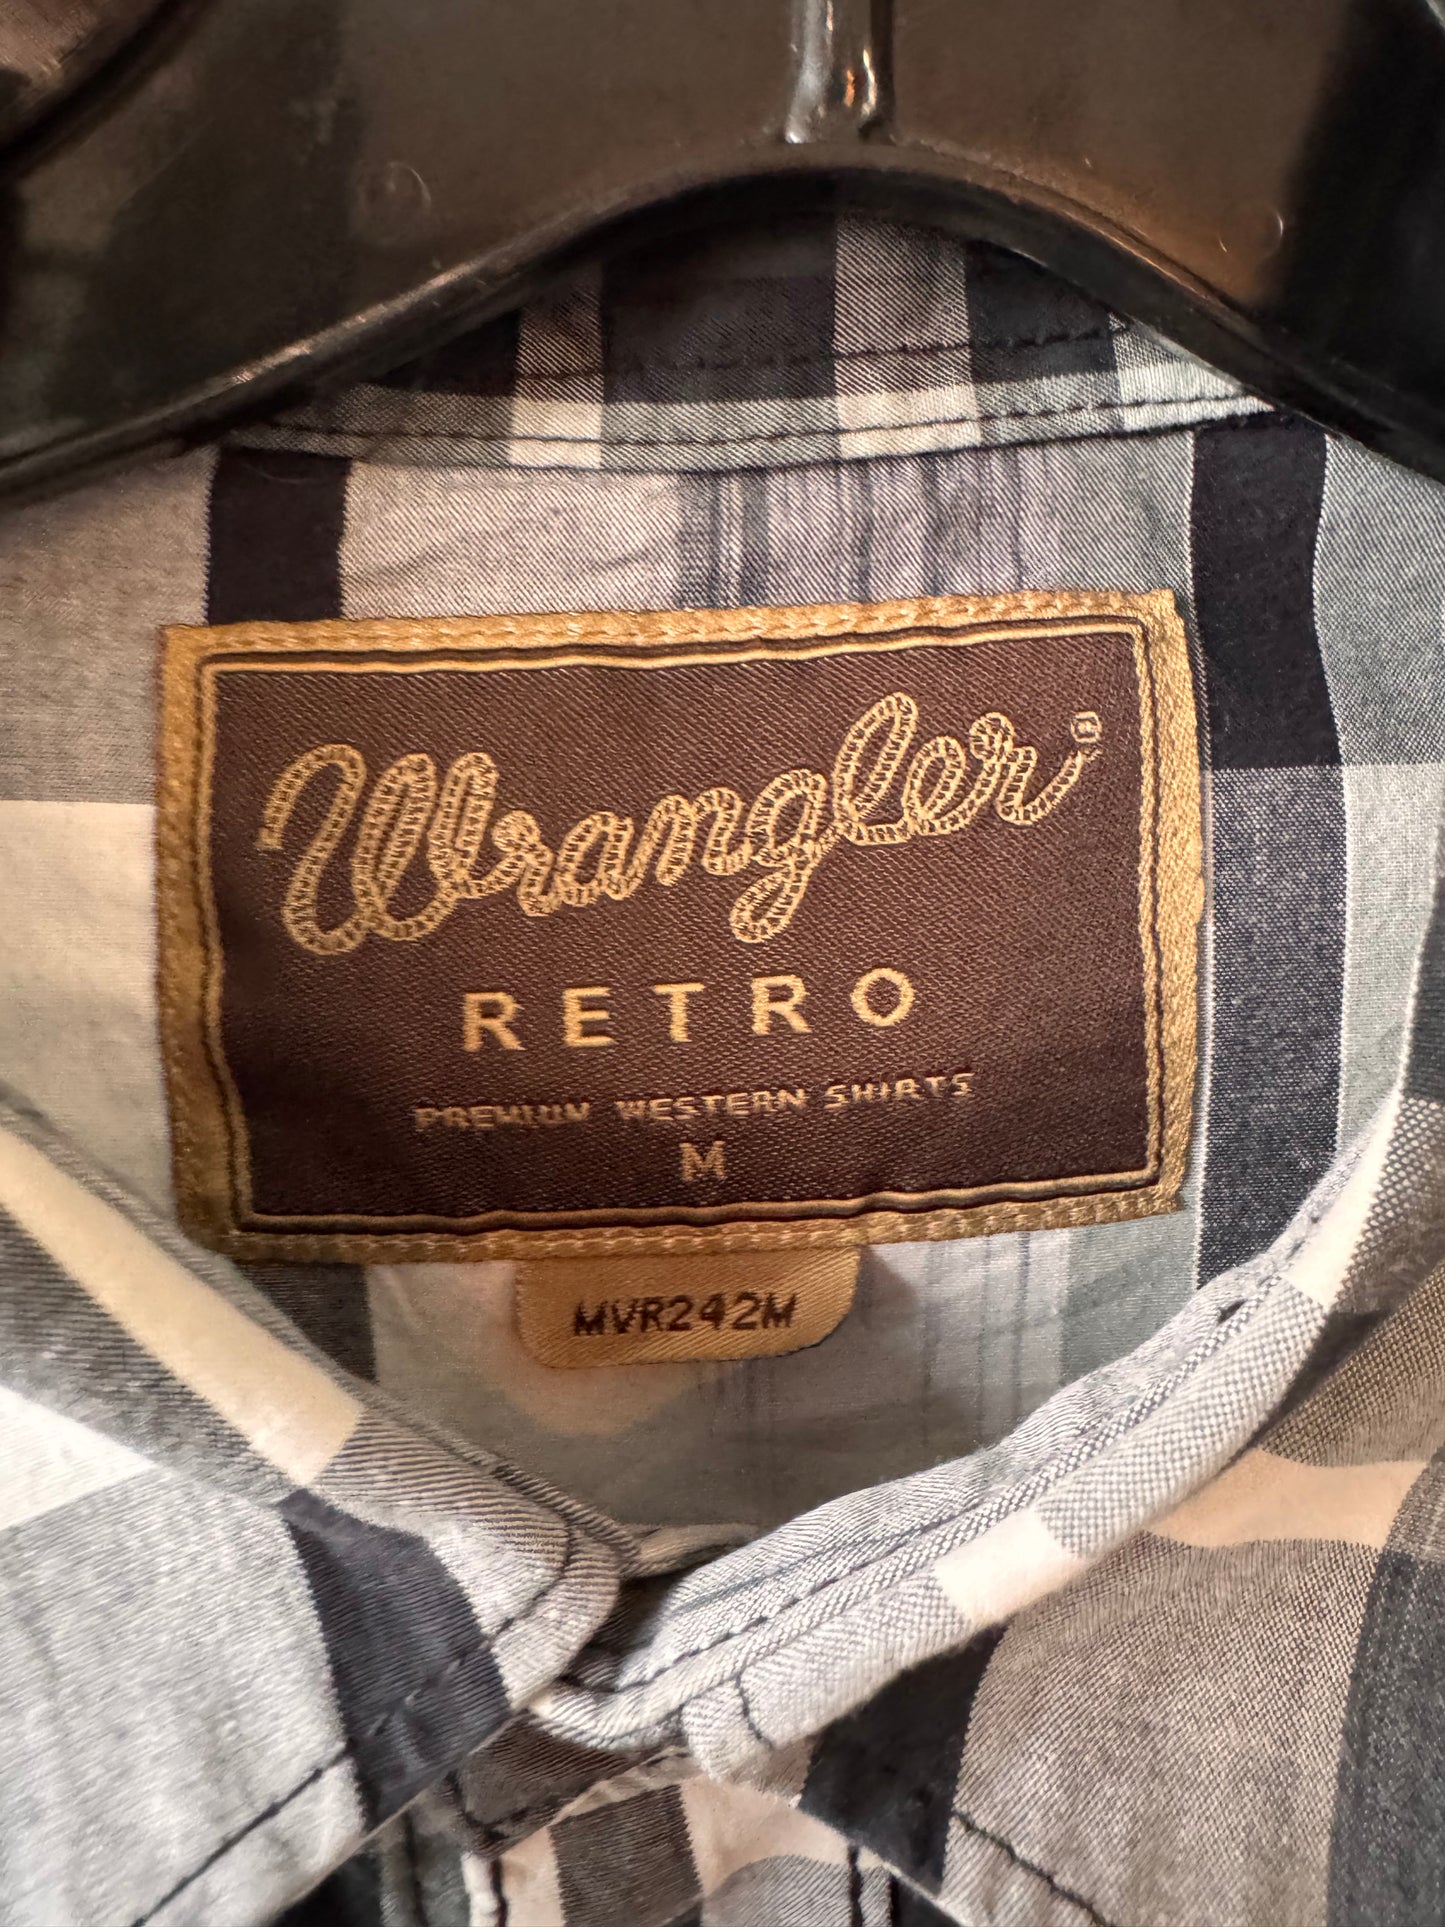 Wrangler®
RETRO
PREMIUM WESTERN SHIRTS
M
MVR242M